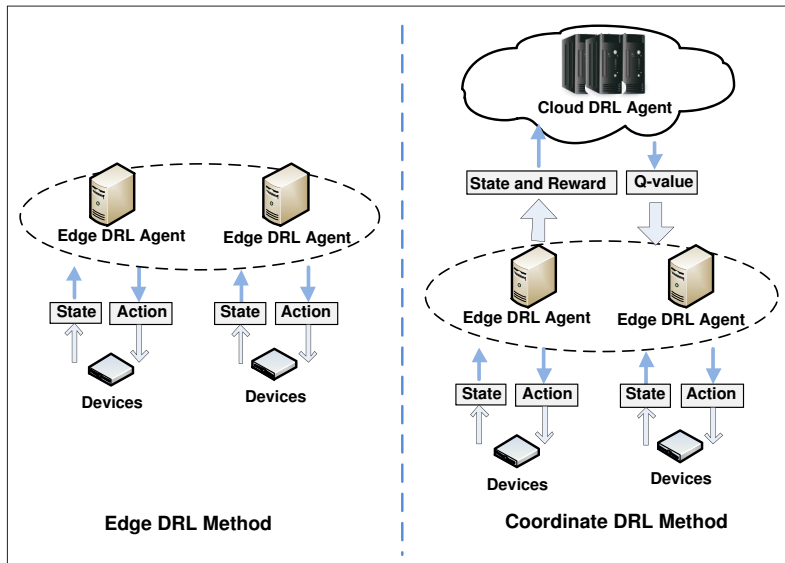 Edge DRL Agent
Edge DRL Agent
State
Action
State
Action
Devices
Devices
Edge DRL Method
Cloud DRL Agent
State and Reward
Q-value
Edge DRL Agent
Edge DRL Agent
State
Action
State
Action
Devices
Devices
Coordinate DRL Method